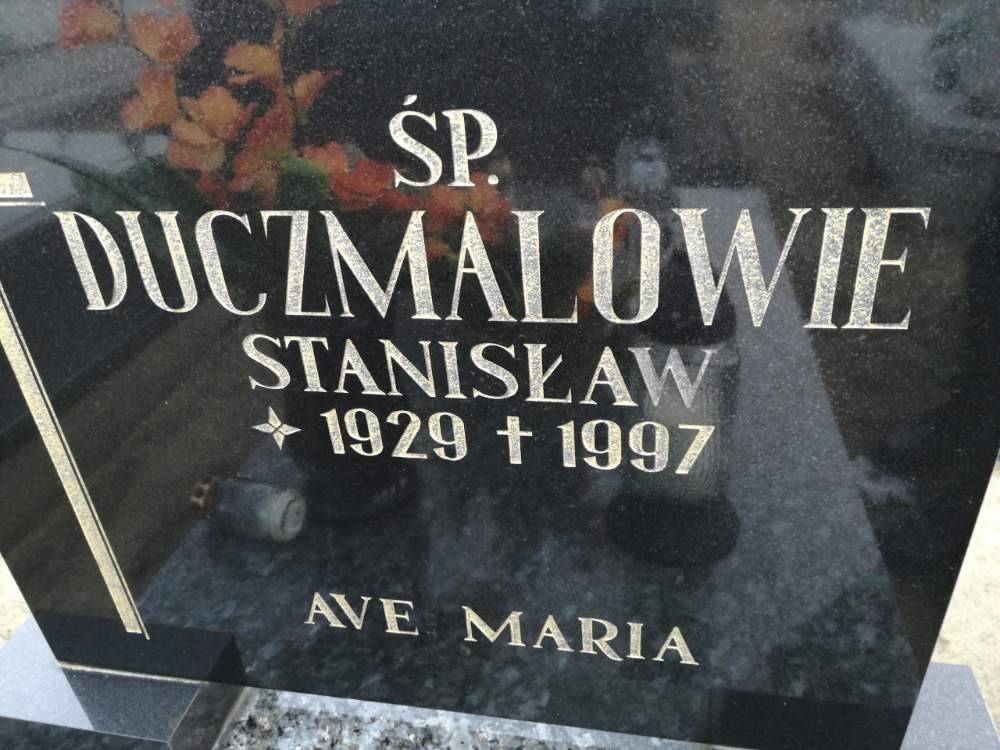 ŚP.
DUCZMALOWIE
STANISŁAW
1929 † 1997
AVE MARIA